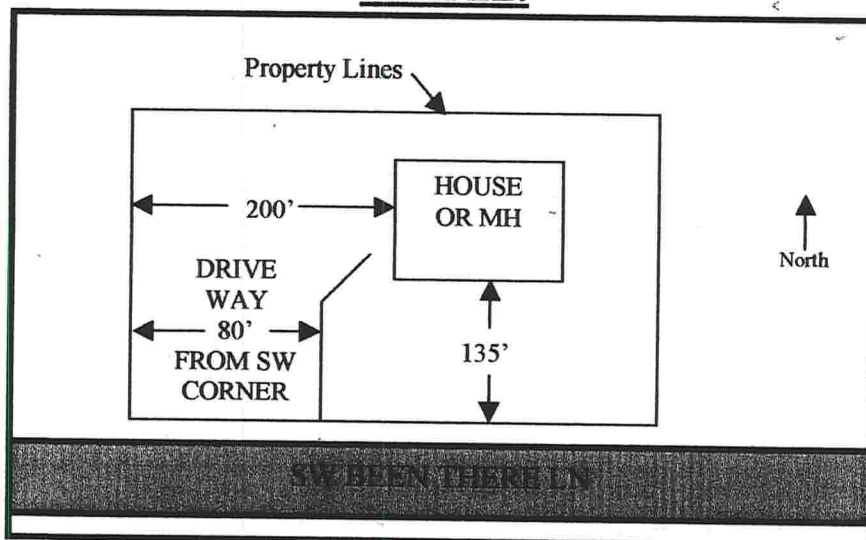 Property Lines
HOUSE
OR MH
200’
North
DRIVE
WAY
80’
FROM SW
CORNER
135’
SW BEEN THERE LN